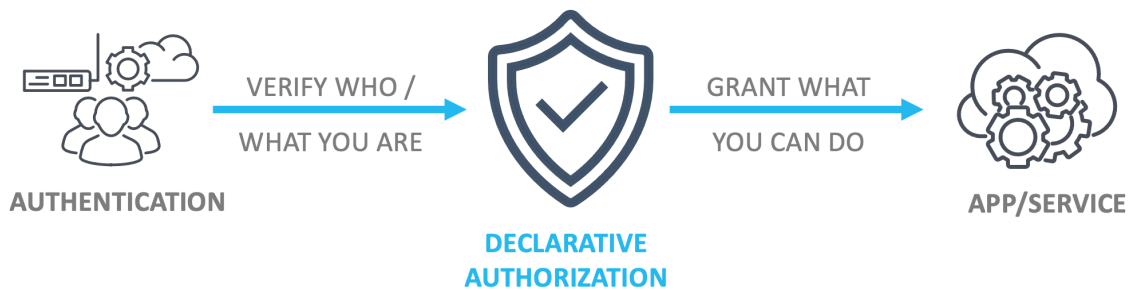 VERIFY WHO /
WHAT YOU ARE
GRANT WHAT
YOU CAN DO
AUTHENTICATION
DECLARATIVE
AUTHORIZATION
APP/SERVICE